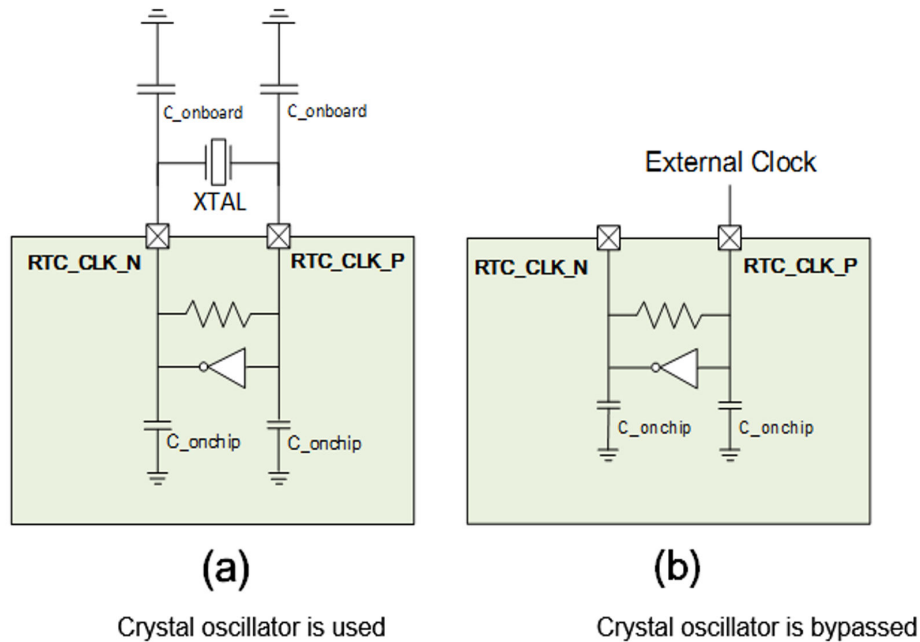 C_onboard
C_onboard
XTAL
External Clock
RTC_CLK_N
RTC_CLK_P
RTC_CLK_N
RTC_CLK_P
C_onchip
C_onchip
C_onchip
C_onchip
(a)
(b)
Crystal oscillator is used
Crystal oscillator is bypassed